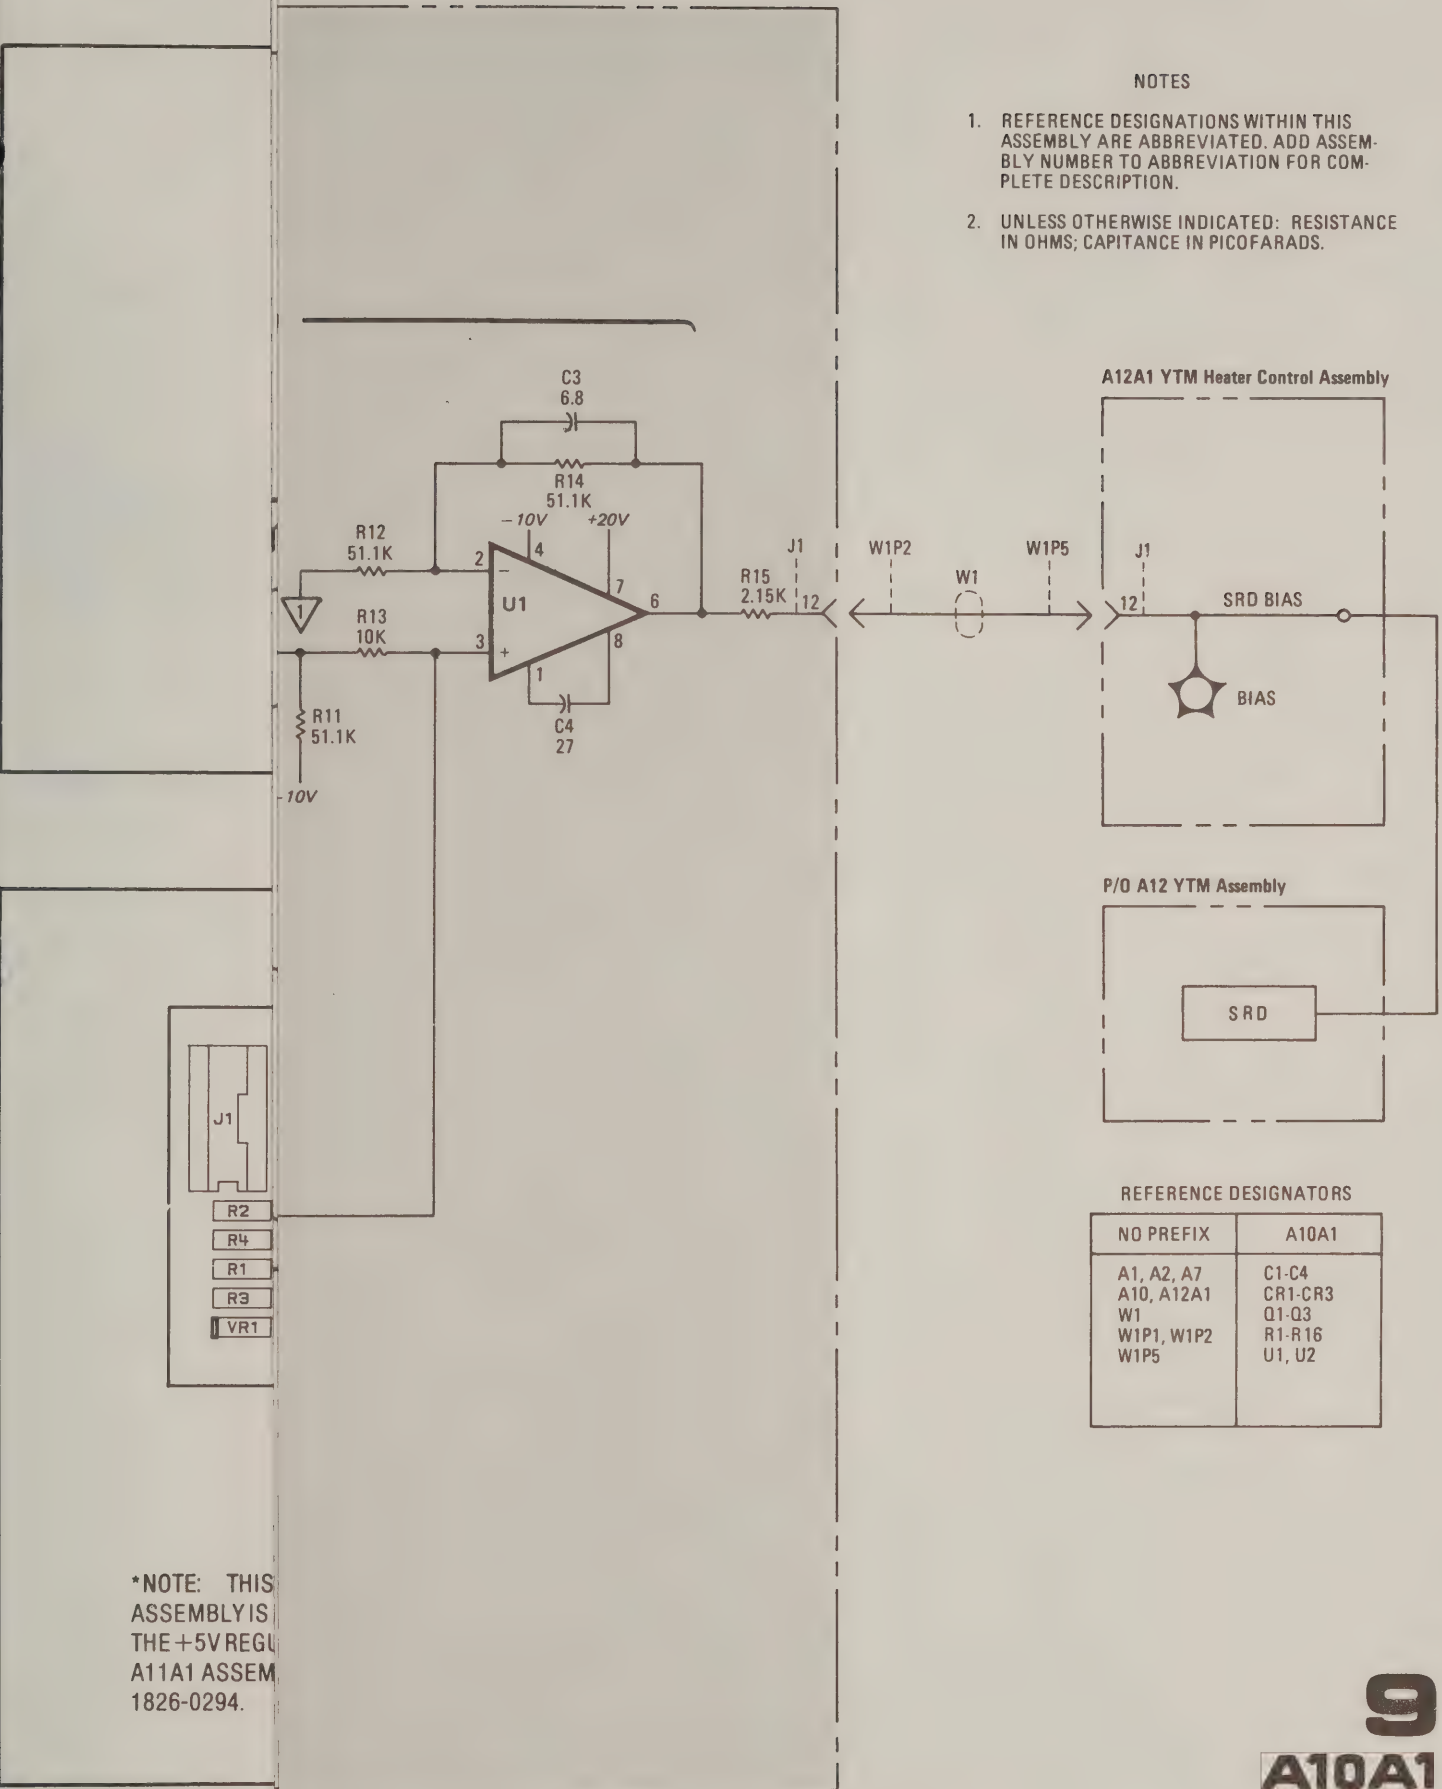 NOTES
1. REFERENCE DESIGNATIONS WITHIN THIS
ASSEMBLY ARE ABBREVIATED. ADD ASSEM-
BLY NUMBER TO ABBREVIATION FOR COM-
PLETE DESCRIPTION.
2. UNLESS OTHERWISE INDICATED: RESISTANCE
IN OHMS; CAPITANCE IN PICOFARADS.
C3
6.8
R14
51.1K
-10V
+20V
R12
51.1K
2
-
4
7
U1
6
1
R13
10K
3
+
8
1
R11
51.1K
C4
27
-10V
R15
2.15K
J1
12
W1P2
W1
W1P5
A12A1 YTM Heater Control Assembly
J1
12
SRD BIAS
BIAS
P/O A12 YTM Assembly
SRD
J1
R2
R4
R1
R3
VR1
REFERENCE DESIGNATORS
NO PREFIX
A10A1
A1, A2, A7
C1-C4
A10, A12A1
CR1-CR3
W1
Q1-Q3
W1P1, W1P2
R1-R16
W1P5
U1, U2
*NOTE: THIS
ASSEMBLY IS
THE +5V REGU
A11A1 ASSEM
1826-0294.
9
A10A1